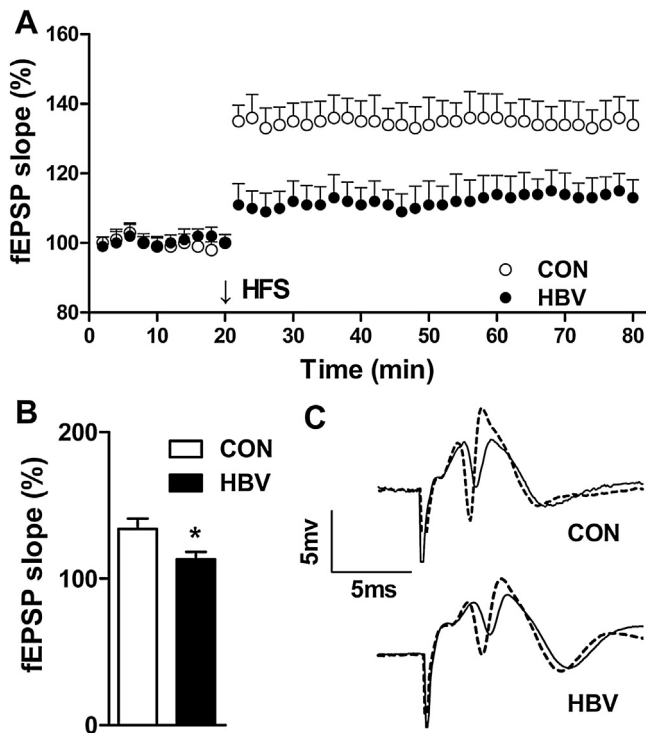 A
fEPSP slope (%)
160
140
120
100
80
↓ HFS
CON
HBV
0 10 20 30 40 50 60 70 80
Time (min)
B
fEPSP slope (%)
200
100
0
CON
HBV
*
C
CON
5mv
5ms
HBV